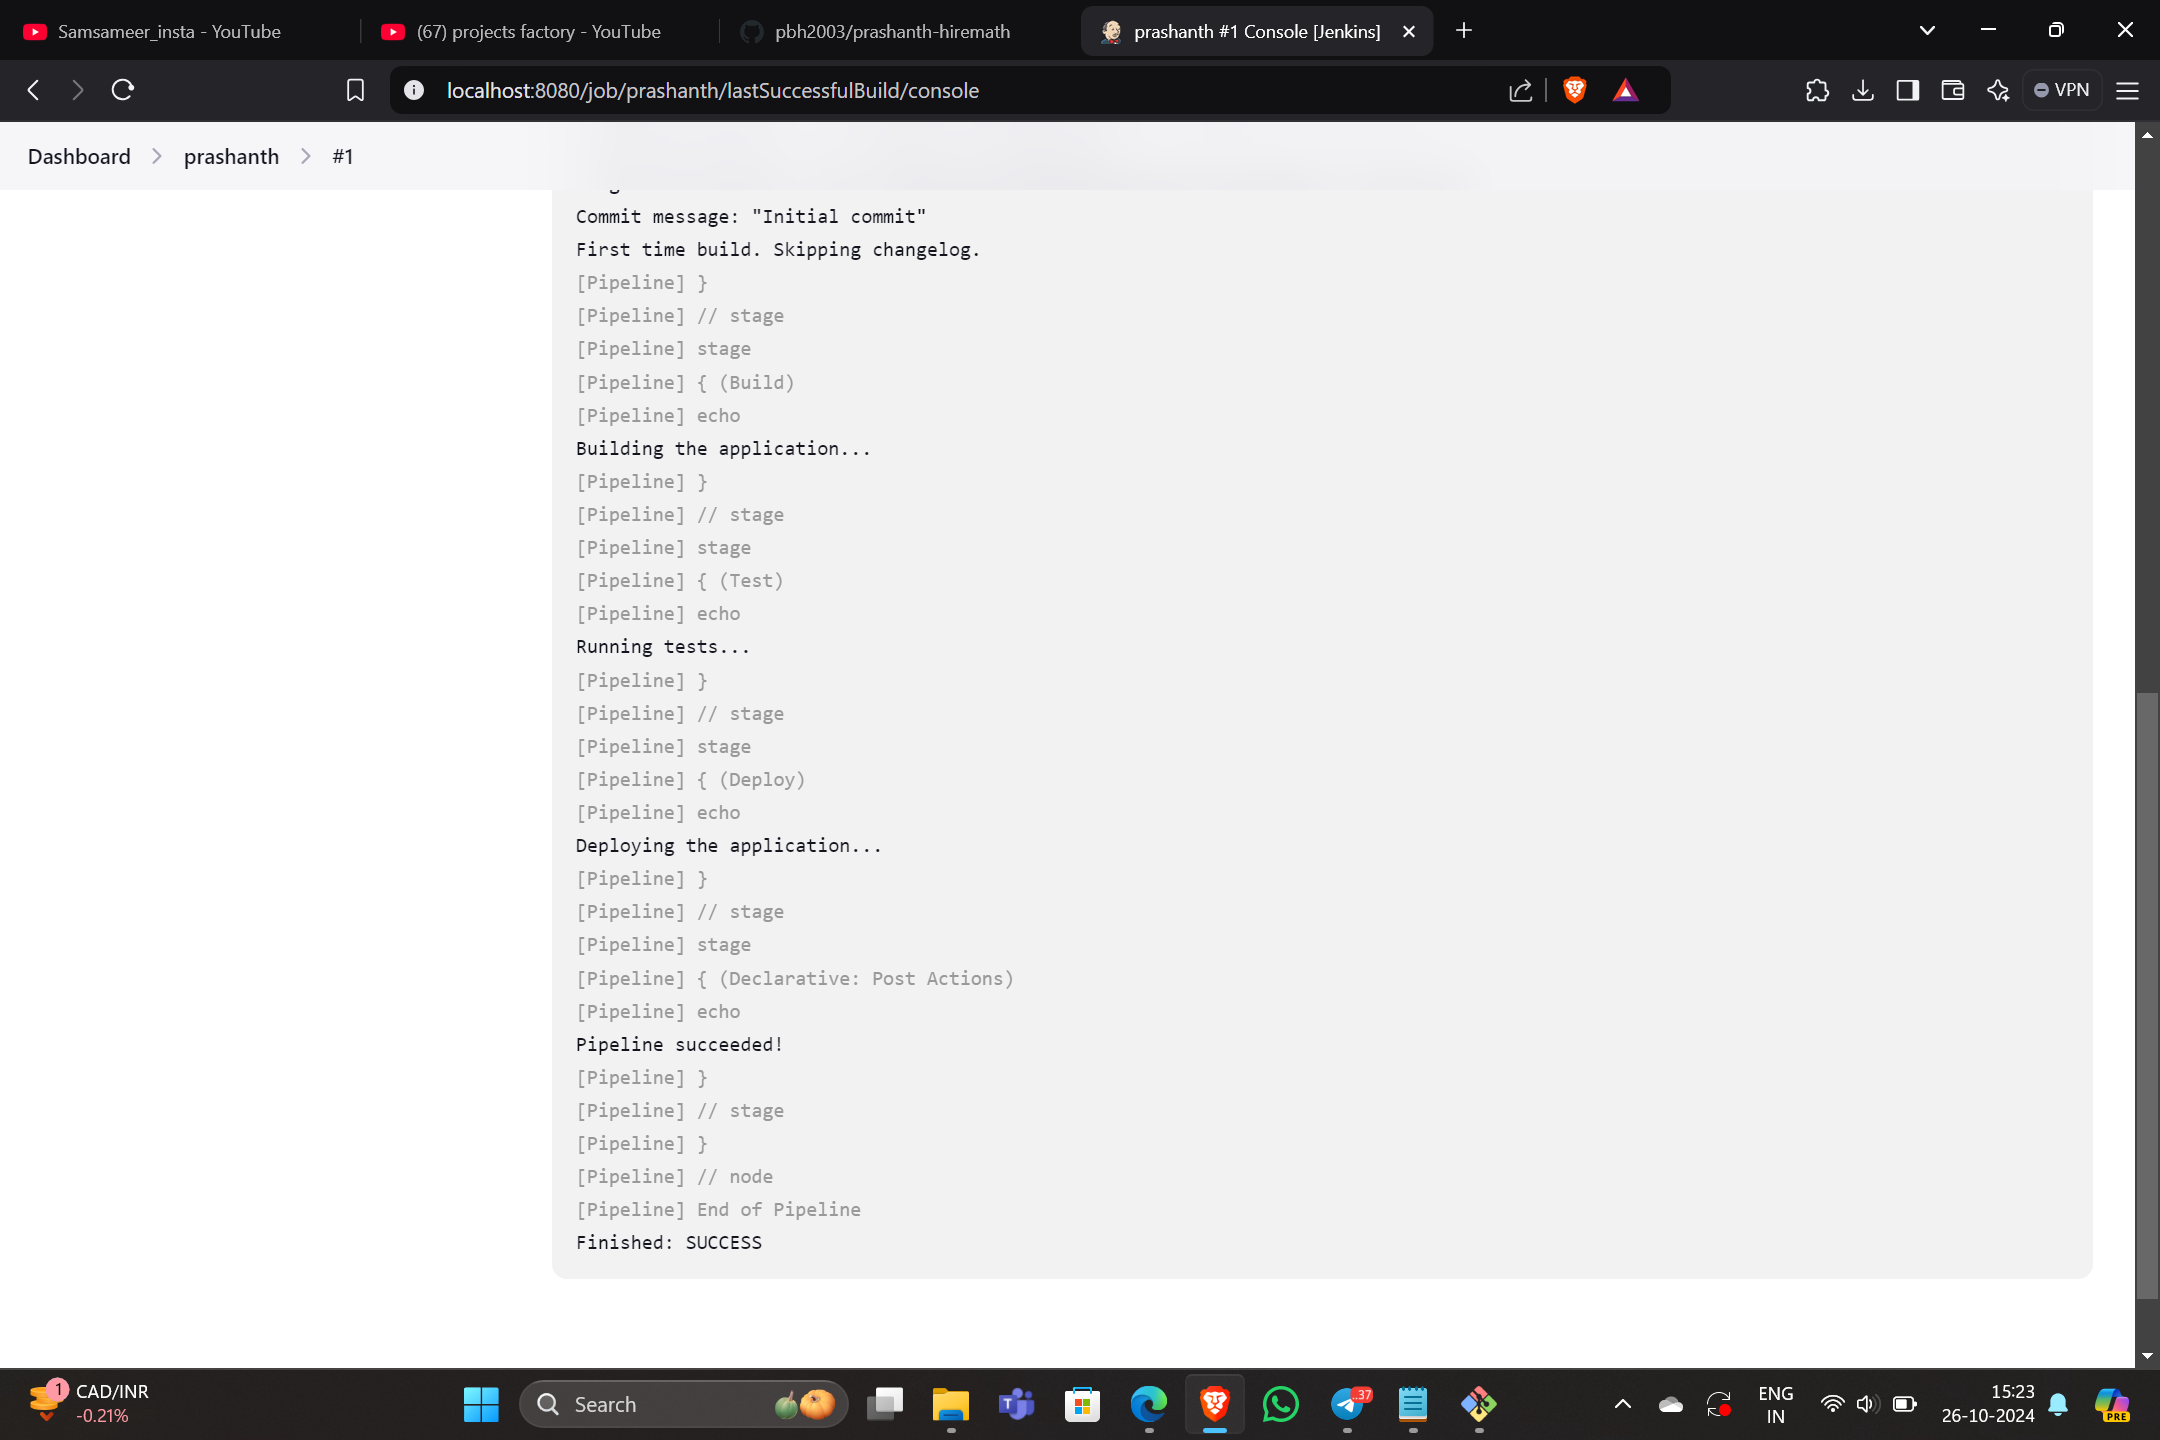 Samsameer_insta - YouTube
(67) projects factory - YouTube
pbh2003/prashanth-hiremath
prashanth #1 Console [Jenkins]
localhost:8080/job/prashanth/lastSuccessfulBuild/console
VPN
Dashboard
prashanth
#1
Commit message: "Initial commit"
First time build. Skipping changelog.
[Pipeline] }
[Pipeline] // stage
[Pipeline] stage
[Pipeline] { (Build)
[Pipeline] echo
Building the application...
[Pipeline] }
[Pipeline] // stage
[Pipeline] stage
[Pipeline] { (Test)
[Pipeline] echo
Running tests...
[Pipeline] }
[Pipeline] // stage
[Pipeline] stage
[Pipeline] { (Deploy)
[Pipeline] echo
Deploying the application...
[Pipeline] }
[Pipeline] // stage
[Pipeline] stage
[Pipeline] { (Declarative: Post Actions)
[Pipeline] echo
Pipeline succeeded!
[Pipeline] }
[Pipeline] // stage
[Pipeline] }
[Pipeline] // node
[Pipeline] End of Pipeline
Finished: SUCCESS
1
CAD/INR
-0.21%
Search
..37
ENG
IN
15:23
26-10-2024
PRE